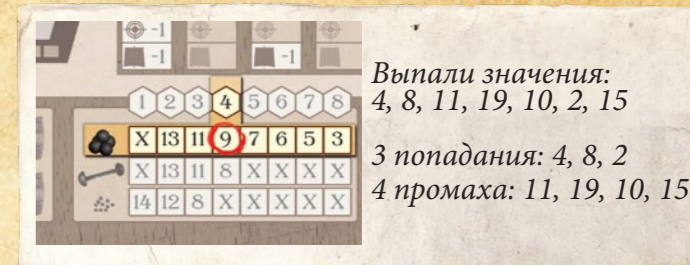 -1
-1 -1
Выпали значения:
4, 8, 11, 19, 10, 2, 15
1 2 3 4 5 6 7 8
X 13 11 9 7 6 5 3
3 попадания: 4, 8, 2
X 13 11 8 X X X X
4 промаха: 11, 19, 10, 15
14 12 8 X X X X X